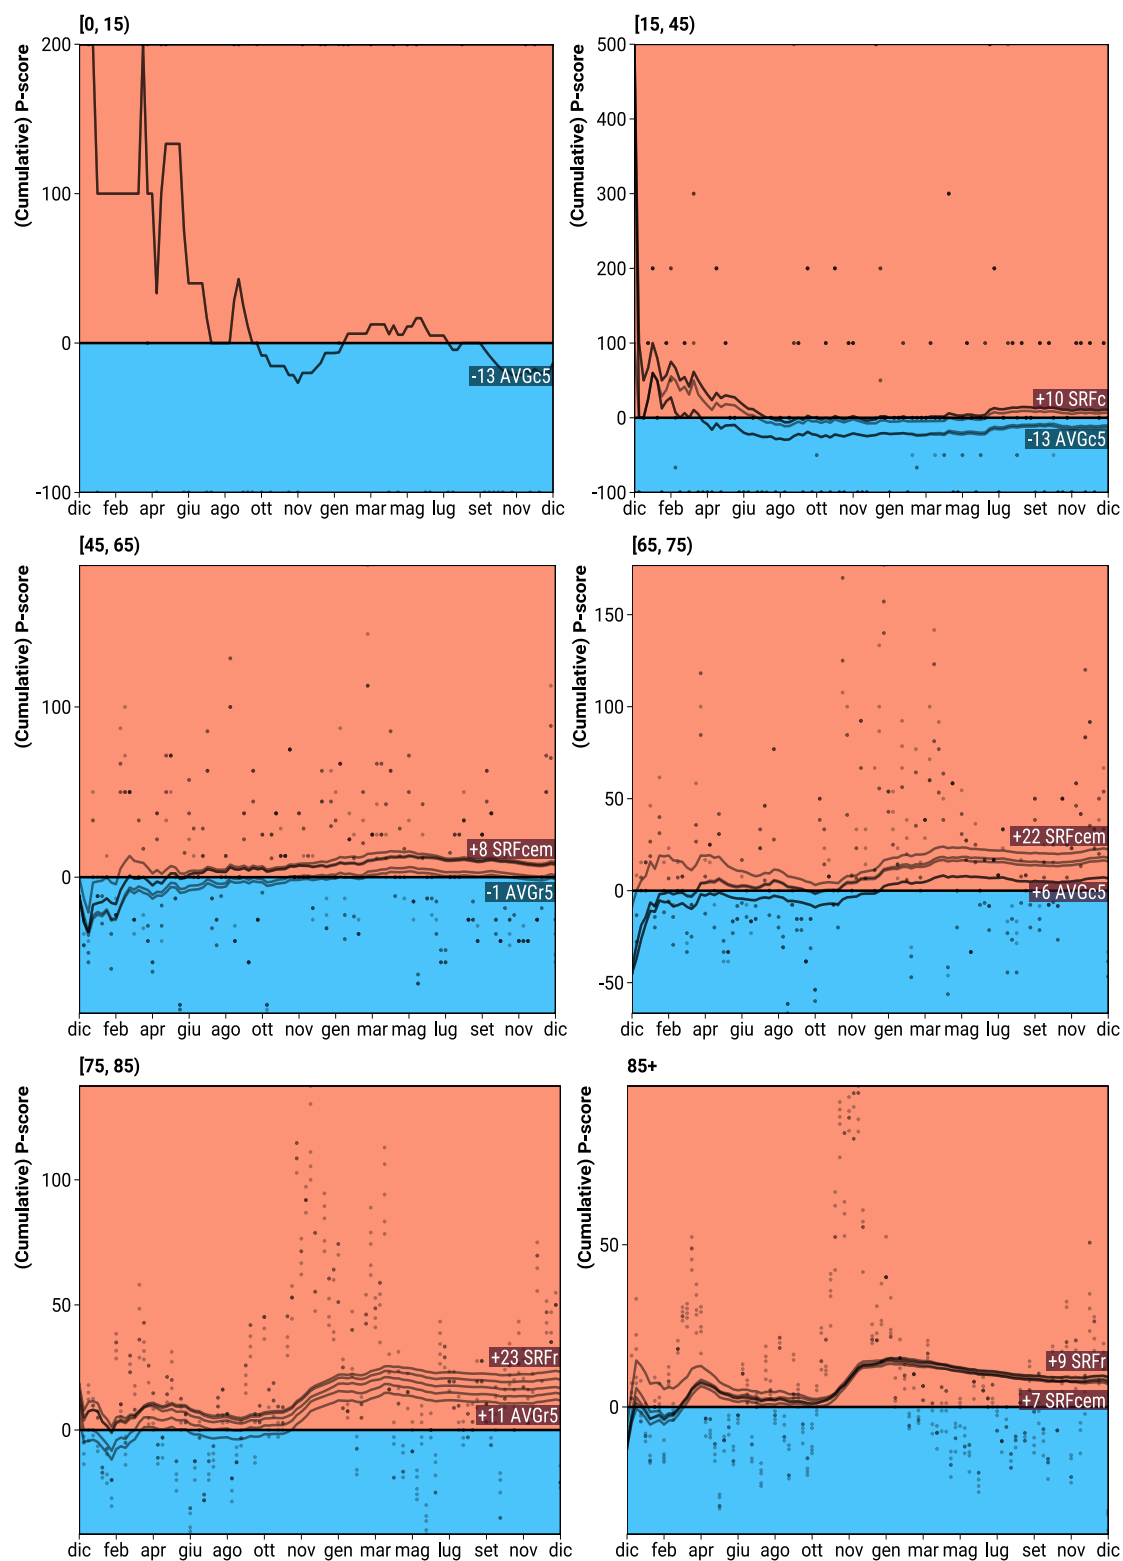 [0, 15)
(Cumulative) P-score
200
100
0
-100
-13 AVGc5
dic feb apr giu ago ott nov gen mar mag lug set nov dic
[15, 45)
(Cumulative) P-score
500
400
300
200
100
0
-100
+10 SRFc
-13 AVGc5
dic feb apr giu ago ott nov gen mar mag lug set nov dic
[45, 65)
(Cumulative) P-score
100
0
+8 SRFcem
-1 AVGr5
dic feb apr giu ago ott nov gen mar mag lug set nov dic
[65, 75)
(Cumulative) P-score
150
100
50
0
-50
+22 SRFcem
+6 AVGc5
dic feb apr giu ago ott nov gen mar mag lug set nov dic
[75, 85)
(Cumulative) P-score
100
50
0
+23 SRFr
+11 AVGr5
dic feb apr giu ago ott nov gen mar mag lug set nov dic
85+
(Cumulative) P-score
50
0
+9 SRFr
+7 SRFcem
dic feb apr giu ago ott nov gen mar mag lug set nov dic